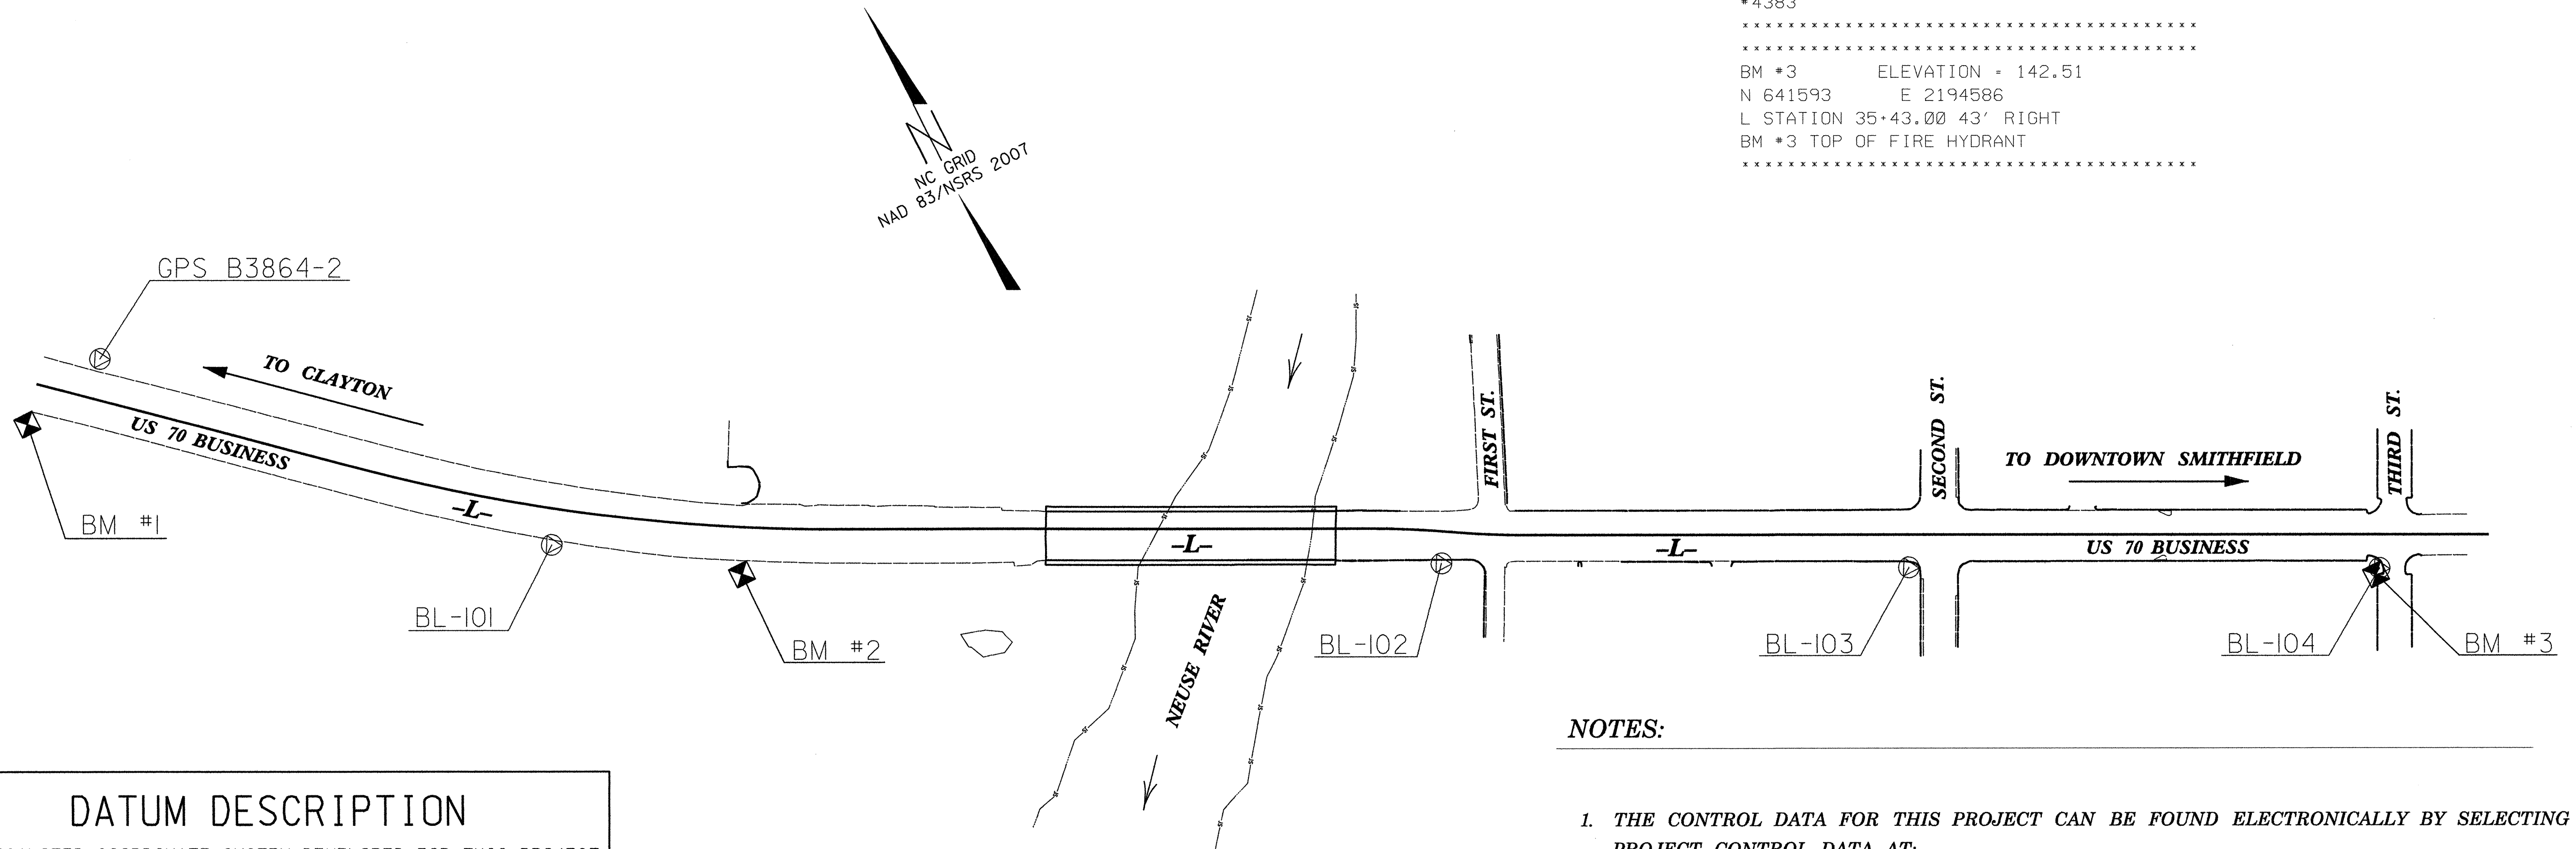 #4383
x x x x x x x x x x x x x x x x x x x x x x x x x x x x x x x x x x x x x x x
x x x x x x x x x x x x x x x x x x x x x x x x x x x x x x x x x x x x x x x
BM #3 ELEVATION = 142.51
N 641593 E 2194586
L STATION 35+43.00 43' RIGHT
BM #3 TOP OF FIRE HYDRANT
x x x x x x x x x x x x x x x x x x x x x x x x x x x x x x x x x x x x x x x
N
NC GRID
NAD 83/NSRS 2007
GPS B3864-2
TO CLAYTON
US 70 BUSINESS
-L-
BM #1
BL-101
BM #2
-L-
NEUSE RIVER
FIRST ST.
BL-102
-L-
SECOND ST.
BL-103
TO DOWNTOWN SMITHFIELD
US 70 BUSINESS
THIRD ST.
BL-104
BM #3
DATUM DESCRIPTION
NOTES:
1. THE CONTROL DATA FOR THIS PROJECT CAN BE FOUND ELECTRONICALLY BY SELECTING
PROJECT CONTROL DATA AT: